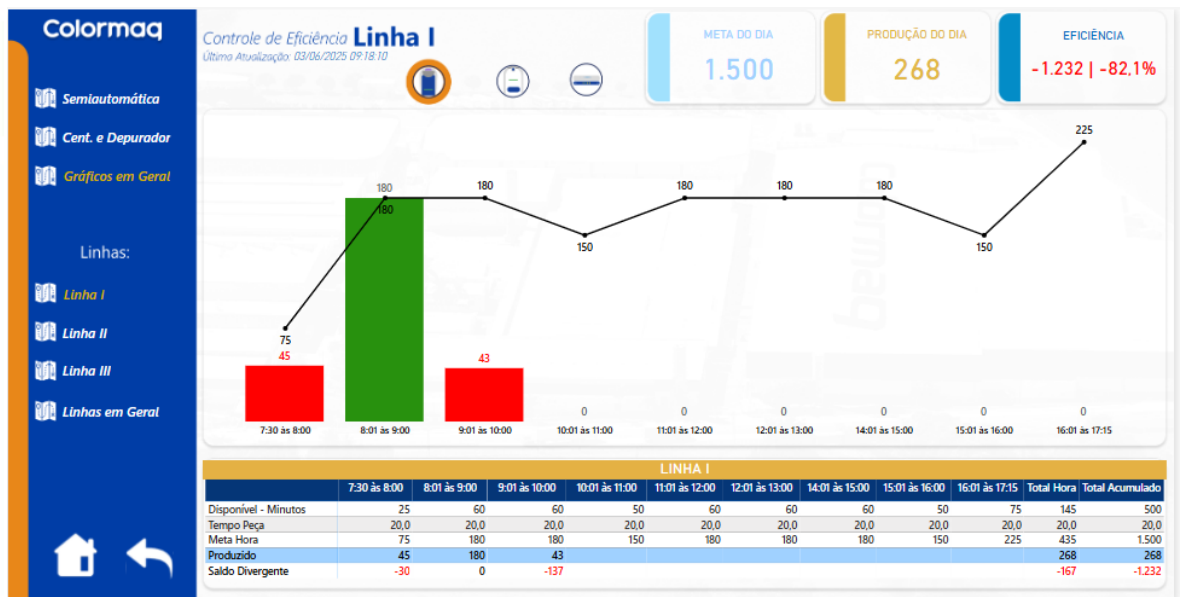 Colormaq
Semiautomática
Cent. e Depurador
Gráficos em Geral
Linhas:
Linha I
Linha II
Linha III
Linhas em Geral
Controle de Eficiência Linha I
Última Atualização: 03/06/2025 09:18:10
META DO DIA
1.500
PRODUÇÃO DO DIA
268
EFICIÊNCIA
-1.232 | -82,1%
225
180 180 180 180 180
180
150 150
75
45 43
0 0 0 0 0 0
7:30 às 8:00 8:01 às 9:00 9:01 às 10:00 10:01 às 11:00 11:01 às 12:00 12:01 às 13:00 14:01 às 15:00 15:01 às 16:00 16:01 às 17:15
LINHA I
7:30 às 8:00 8:01 às 9:00 9:01 às 10:00 10:01 às 11:00 11:01 às 12:00 12:01 às 13:00 14:01 às 15:00 15:01 às 16:00 16:01 às 17:15 Total Hora Total Acumulado
Disponível - Minutos 25 60 60 50 60 60 60 50 75 145 500
Tempo Peça 20,0 20,0 20,0 20,0 20,0 20,0 20,0 20,0 20,0 20,0 20,0
Meta Hora 75 180 180 150 180 180 180 150 225 435 1.500
Produzido 45 180 43 268 268
Saldo Divergente -30 0 -137 -167 -1.232